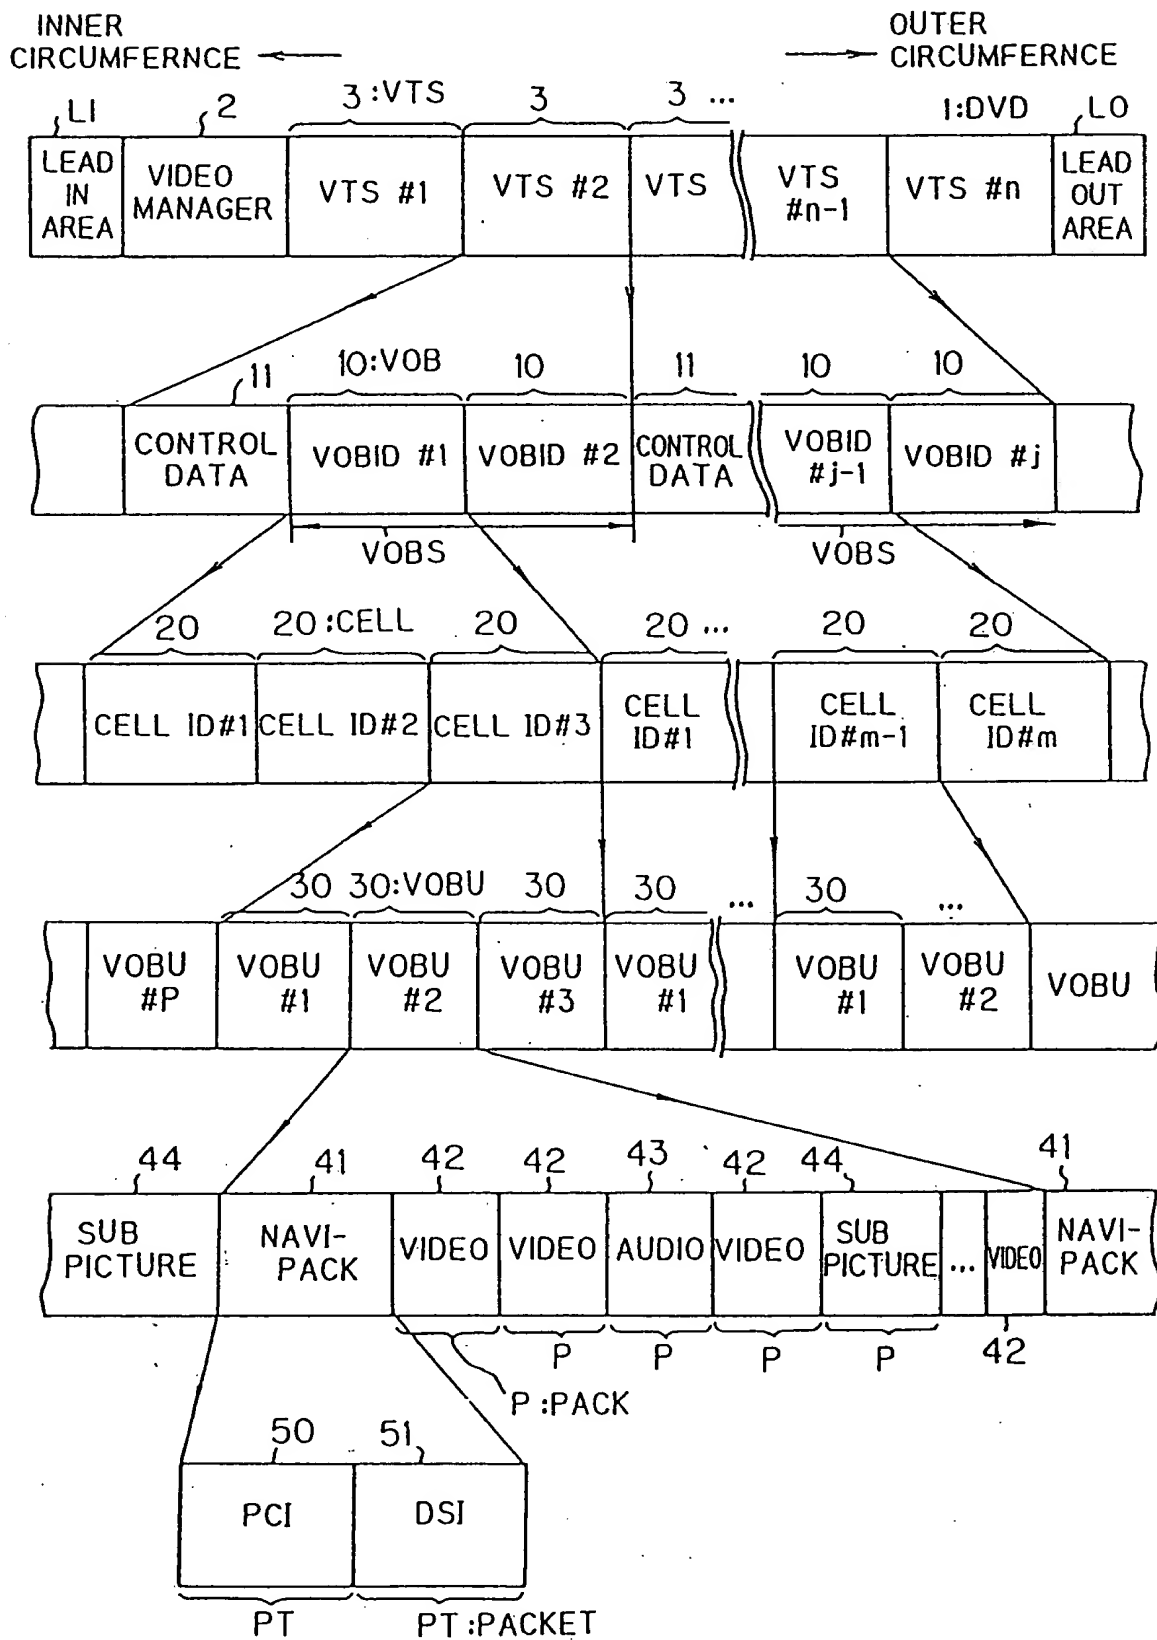 INNER
CIRCUMFERNCE
OUTER
CIRCUMFERNCE
LI 2 3 :VTS 3 3 ... 1:DVD LO
LEAD
IN
AREA
VIDEO
MANAGER
VTS #1
VTS #2
VTS
VTS
#n-1
VTS #n
LEAD
OUT
AREA
11 10:VOB 10 11 10 10
CONTROL
DATA
VOBID #1
VOBID #2
CONTROL
DATA
VOBID
#j-1
VOBID #j
VOBS
VOBS
20 20 :CELL 20 20 ... 20 20
CELL ID#1
CELL ID#2
CELL ID#3
CELL
ID#1
CELL
ID#m-1
CELL
ID#m
30 30:VOBU 30 30 ... 30 ...
VOBU
#P
VOBU
#1
VOBU
#2
VOBU
#3
VOBU
#1
VOBU
#1
VOBU
#2
VOBU
44 41 42 42 43 42 44 41
SUB
PICTURE
NAVI-
PACK
VIDEO
VIDEO
AUDIO
VIDEO
SUB
PICTURE
...
VIDEO
NAVI-
PACK
P P P P 42
P :PACK
50 51
PCI
DSI
PT PT :PACKET